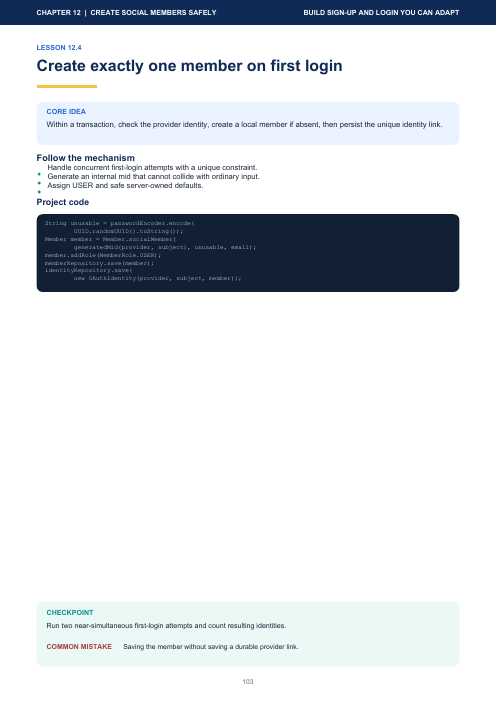 CHAPTER 12 | CREATE SOCIAL MEMBERS SAFELY
BUILD SIGN-UP AND LOGIN YOU CAN ADAPT
LESSON 12.4
Create exactly one member on first login
CORE IDEA
Within a transaction, check the provider identity, create a local member if absent, then persist the unique identity link.
Follow the mechanism
Handle concurrent first-login attempts with a unique constraint.
Generate an internal mid that cannot collide with ordinary input.
Assign USER and safe server-owned defaults.
Project code
String unusable = passwordEncoder.encode(
UUID.randomUUID().toString());
Member member = Member.socialMember(
generatedMid(provider, subject), unusable, email);
member.addRole(MemberRole.USER);
memberRepository.save(member);
identityRepository.save(
new OAuthIdentity(provider, subject, member));
CHECKPOINT
Run two near-simultaneous first-login attempts and count resulting identities.
COMMON MISTAKE Saving the member without saving a durable provider link.
103